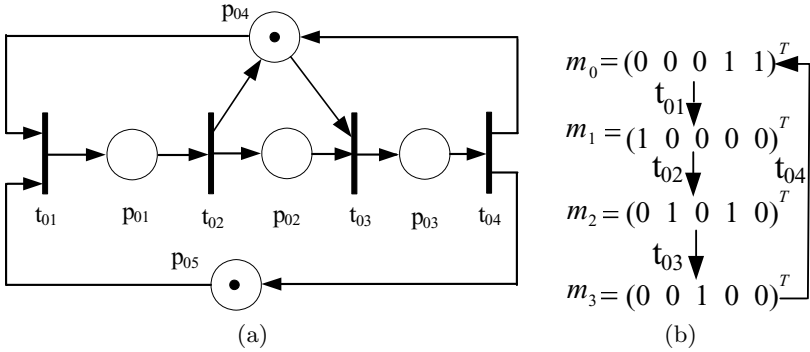 p04
t01 p01 t02 p02 t03 p03 t04
p05
(a)
m0=(0 0 0 1 1)T
t01
m1=(1 0 0 0 0)T
t02 t04
m2=(0 1 0 1 0)T
t03
m3=(0 0 1 0 0)T
(b)